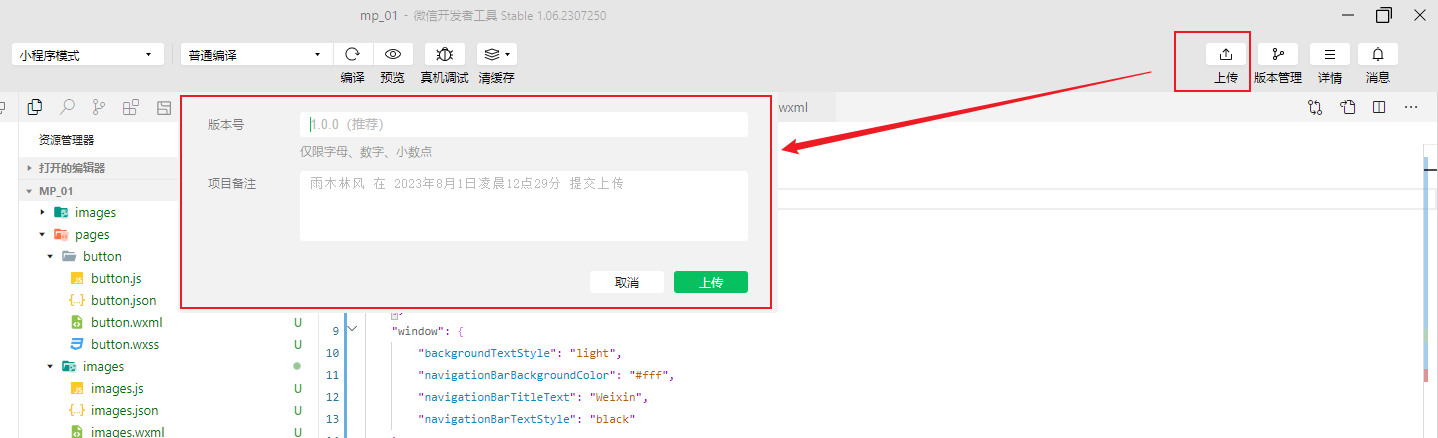 mp_01 - 微信开发者工具 Stable 1.06.2307250
小程序模式 普通编译
编译 预览 真机调试 清缓存 上传 版本管理 详情 消息
wxml
资源管理器
打开的编辑器
MP_01
images
pages
button
button.js
button.json
button.wxml U
button.wxss U
images
images.js U
images.json U
images.wxml U
版本号 1.0.0 (推荐)
仅限字母、数字、小数点
项目备注 雨木林风 在 2023年8月1日凌晨12点29分 提交上传
取消 上传
9 "window": {
10 "backgroundTextStyle": "light",
11 "navigationBarBackgroundColor": "#fff",
12 "navigationBarTitleText": "Weixin",
13 "navigationBarTextStyle": "black"